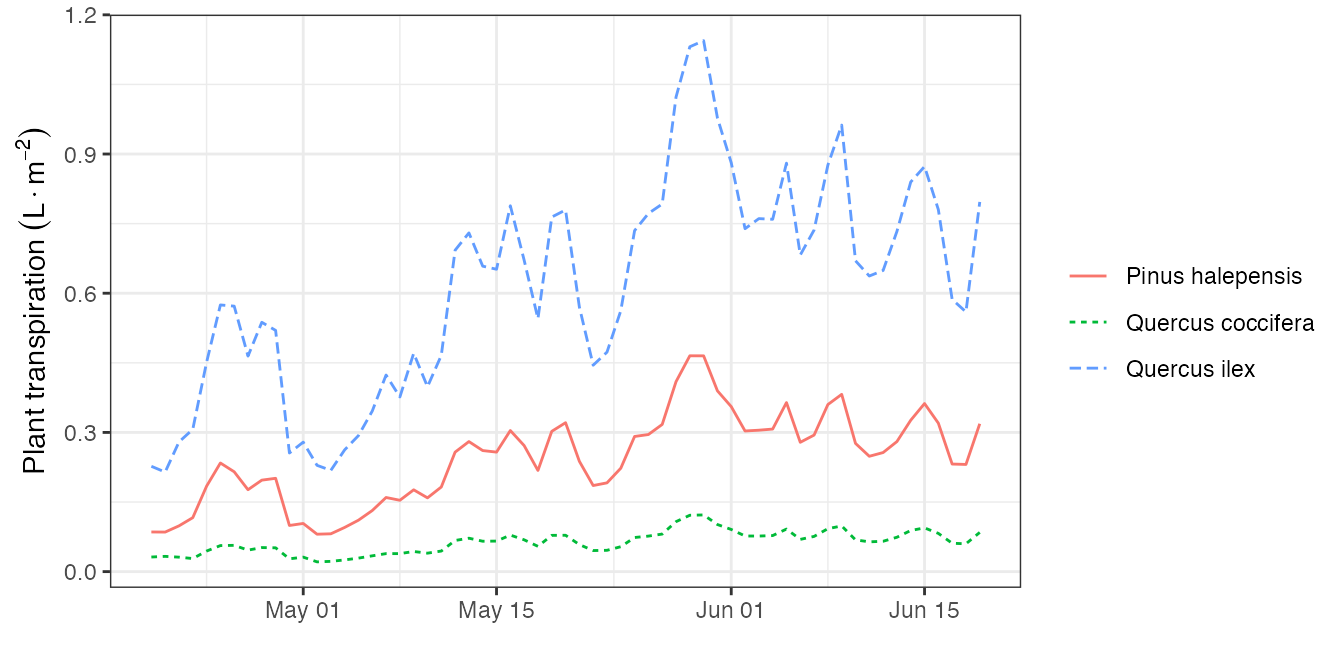 Plant transpiration (L · m⁻²)
1.2
0.9
0.6
0.3
0.0
May 01
May 15
Jun 01
Jun 15
Pinus halepensis
Quercus coccifera
Quercus ilex